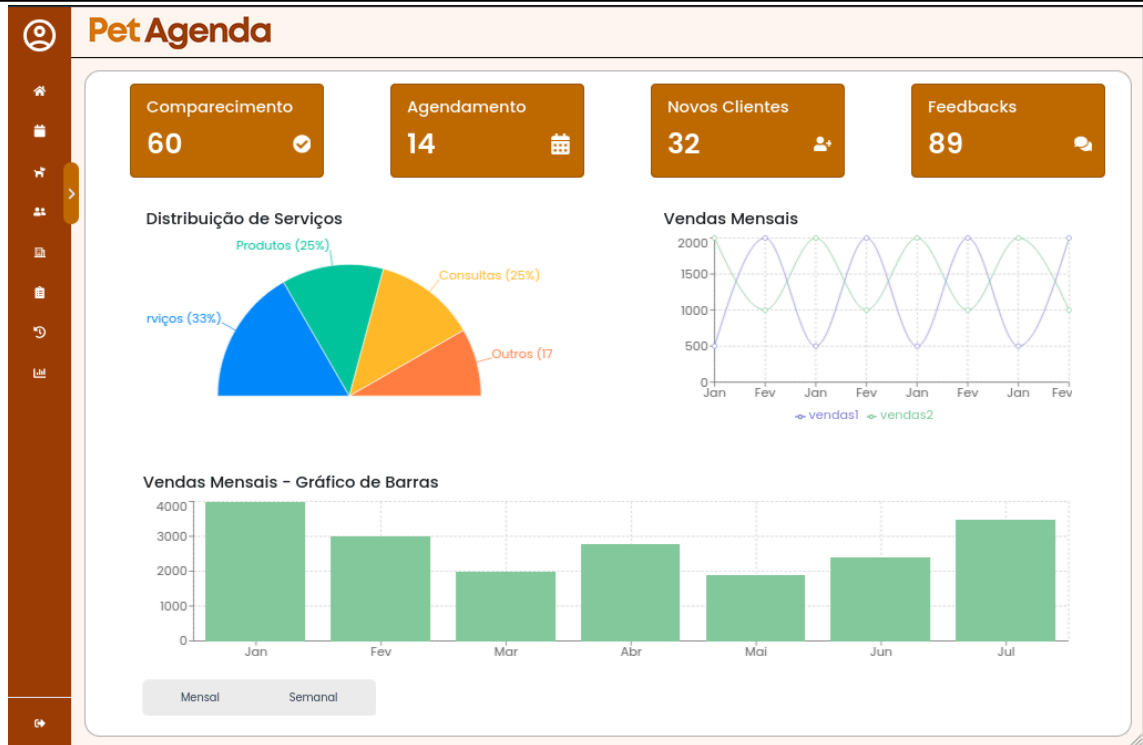 Pet Agenda
Comparecimento
60
Agendamento
14
Novos Clientes
32
Feedbacks
89
Distribuição de Serviços
Produtos (25%)
Consultas (25%)
rviços (33%)
Outros (17
Vendas Mensais
2000
1500
1000
500
0
Jan Fev Jan Fev Jan Fev Jan Fev
vendas1 vendas2
Vendas Mensais - Gráfico de Barras
4000
3000
2000
1000
0
Jan Fev Mar Abr Mai Jun Jul
Mensal Semanal